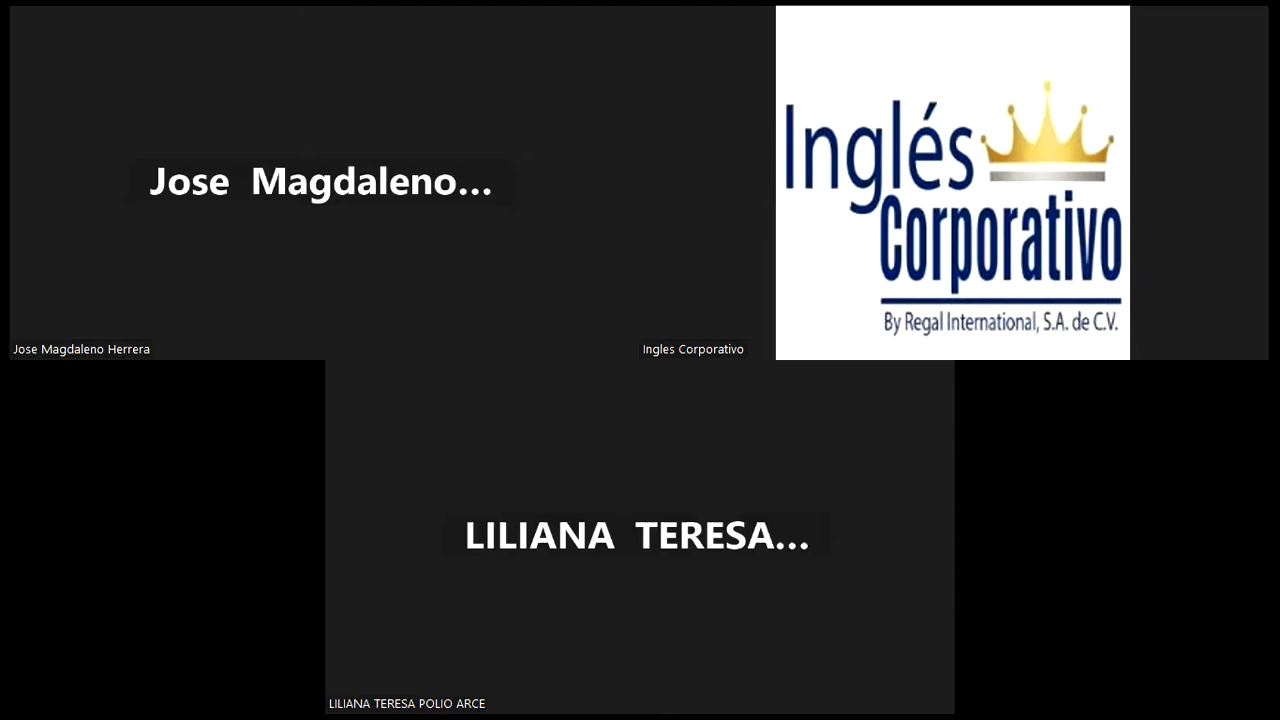 Jose Magdaleno...
Inglés
Corporativo
By Regal International, S.A. de C.V.
Jose Magdaleno Herrera
Ingles Corporativo
LILIANA TERESA...
LILIANA TERESA POLIO ARCE